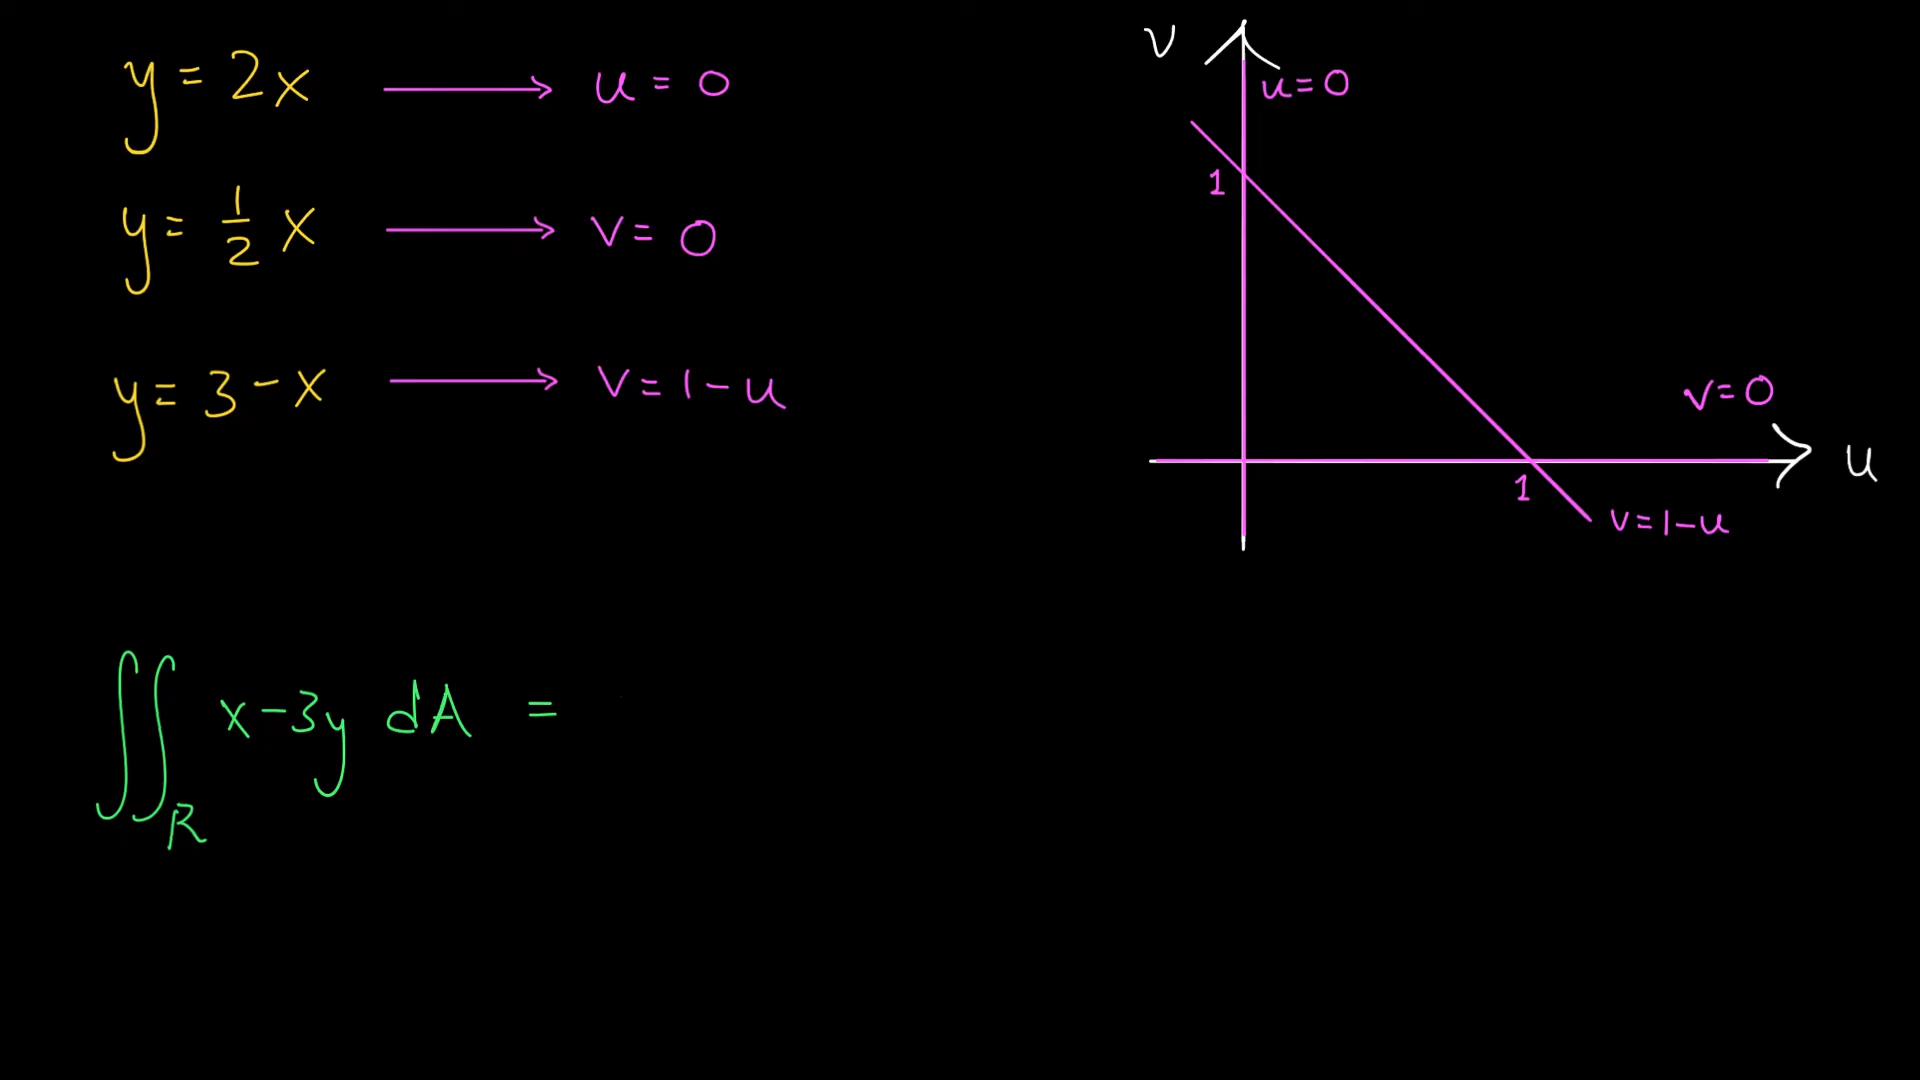 y = 2x → u = 0
y = 1/2 x → v = 0
y = 3 - x → v = 1 - u
∬_R x - 3y dA =
v
u = 0
1
v = 0
u
1
v = 1 - u